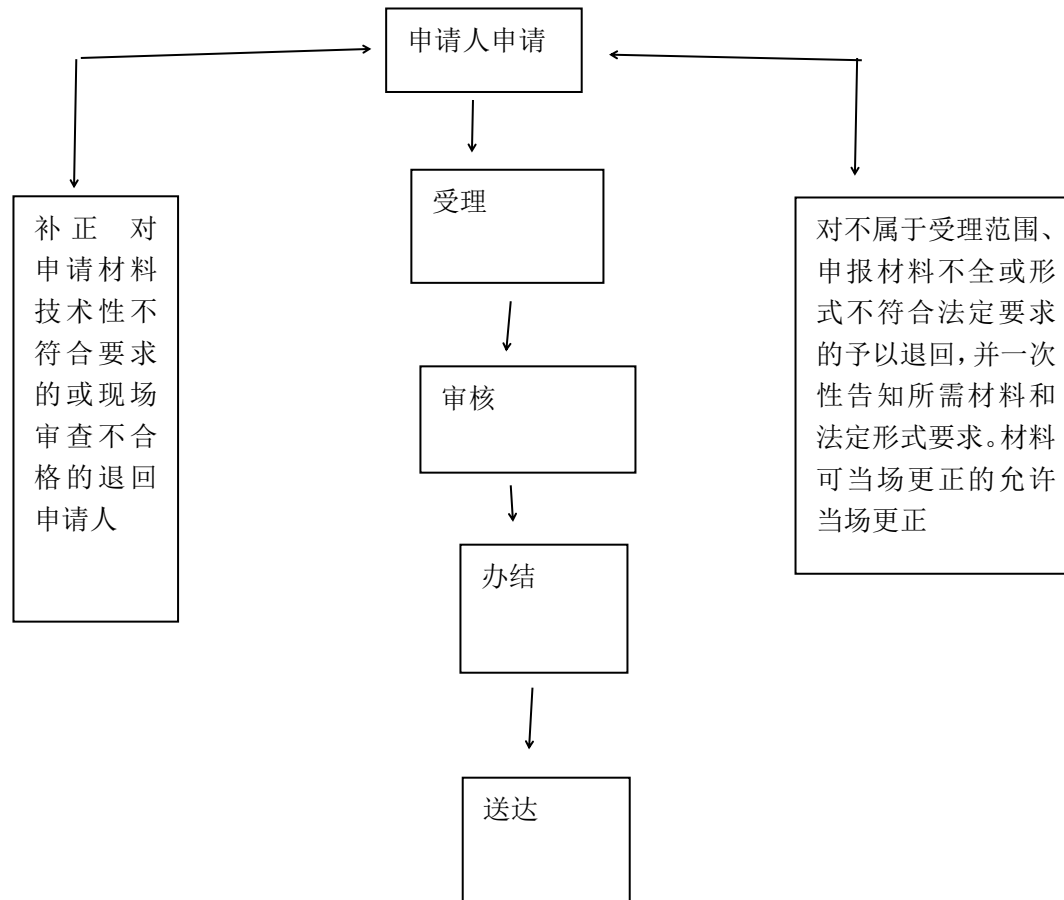 申请人申请
受理
补正 对
申请材料
技术性不
符合要求
的或现场
审查不合
格的退回
申请人
对不属于受理范围、
申报材料不全或形
式不符合法定要求
的予以退回，并一次
性告知所需材料和
法定形式要求。材料
可当场更正的允许
当场更正
审核
办结
送达